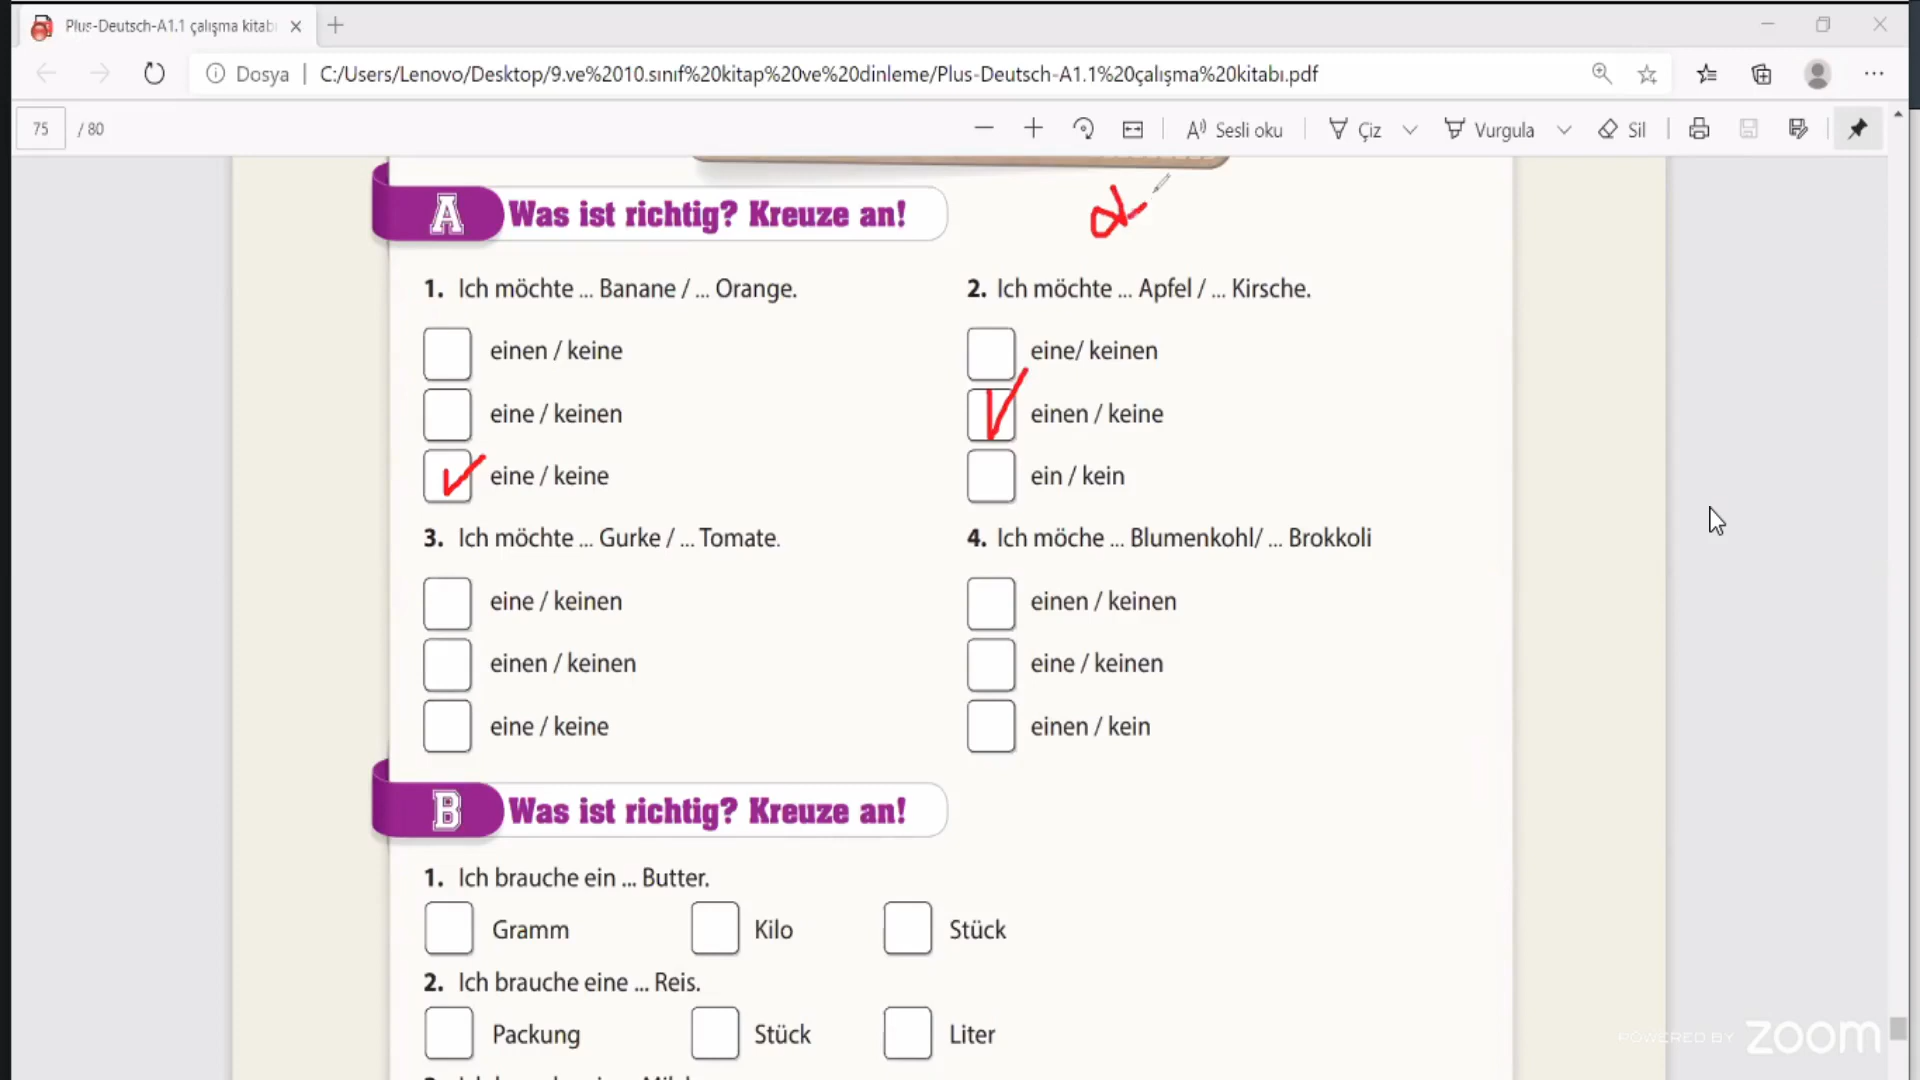 Plus-Deutsch-A1.1 çalışma kitab
Dosya | C:/Users/Lenovo/Desktop/9.ve%2010.sınıf%20kitap%20ve%20dinleme/Plus-Deutsch-A1.1%20çalışma%20kitabı.pdf
75 / 80
Sesli oku
Çiz
Vurgula
Sil
A Was ist richtig? Kreuze an!
1. Ich möchte ... Banane / ... Orange.
einen / keine
eine / keinen
eine / keine
2. Ich möchte ... Apfel / ... Kirsche.
eine/ keinen
einen / keine
ein / kein
3. Ich möchte ... Gurke / ... Tomate.
eine / keinen
einen / keinen
eine / keine
4. Ich möche ... Blumenkohl/ ... Brokkoli
einen / keinen
eine / keinen
einen / kein
B Was ist richtig? Kreuze an!
1. Ich brauche ein ... Butter.
Gramm Kilo Stück
2. Ich brauche eine ... Reis.
Packung Stück Liter
POWERED BY zoom